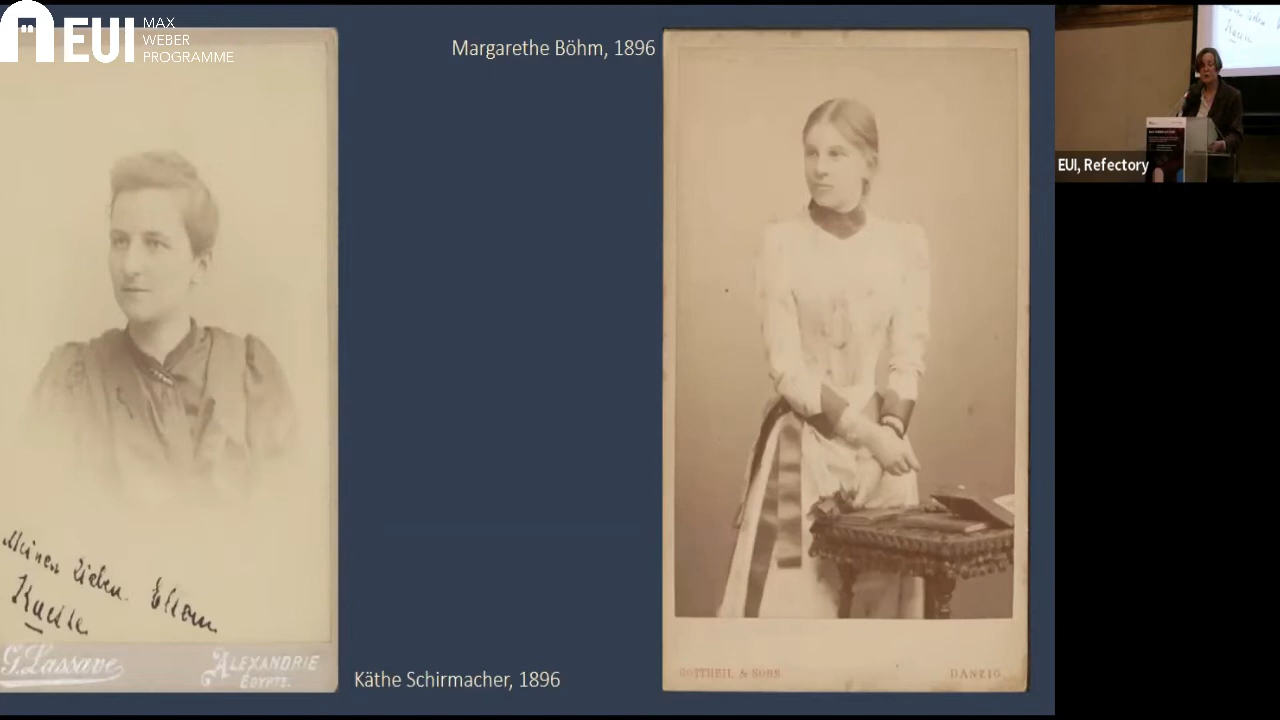 EUI
MAX
WEBER
PROGRAMME
Margarethe Böhm, 1896
EUI, Refectory
Meinen lieben Eltern
Kaethe
G. Lassave
ALEXANDRIE
EGYPTE.
Käthe Schirmacher, 1896
GOTTHEIL & SOHN
DANZIG